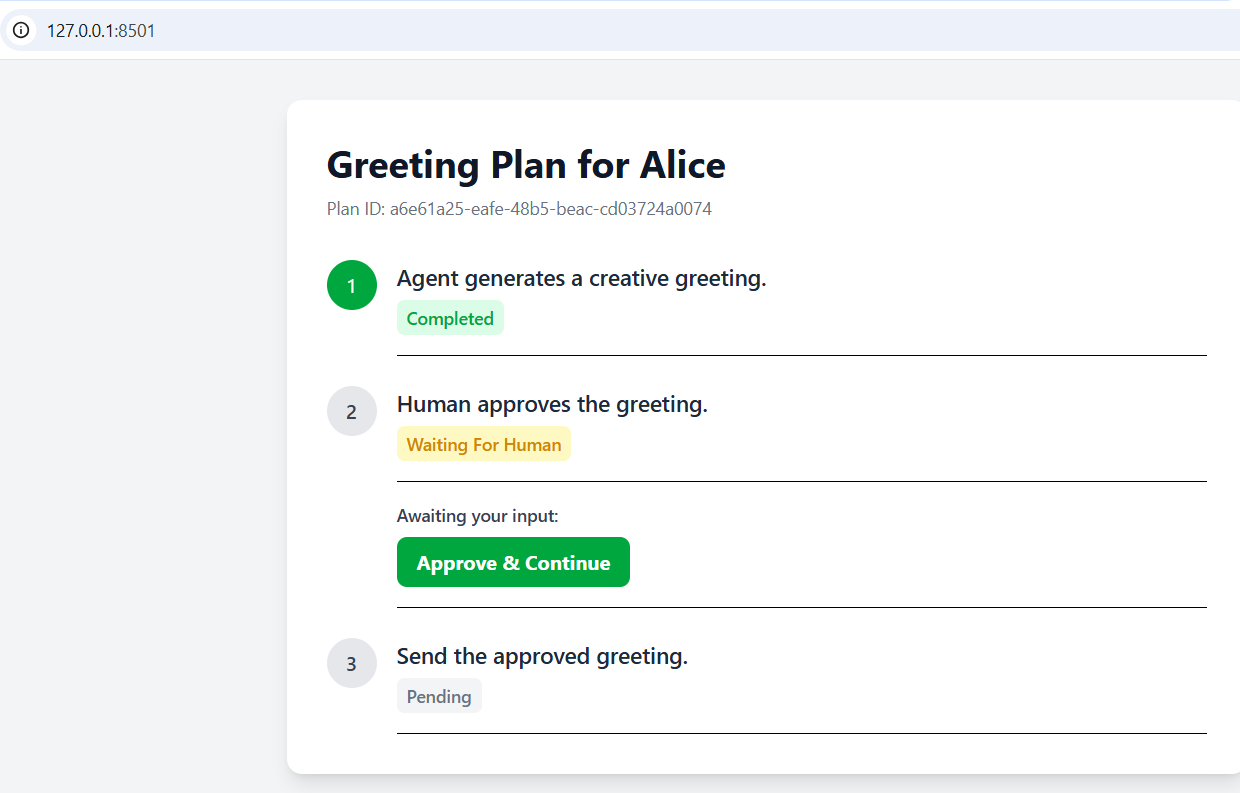 127.0.0.1:8501
Greeting Plan for Alice
Plan ID: a6e61a25-eafe-48b5-beac-cd03724a0074
1
Agent generates a creative greeting.
Completed
2
Human approves the greeting.
Waiting For Human
Awaiting your input:
Approve & Continue
3
Send the approved greeting.
Pending